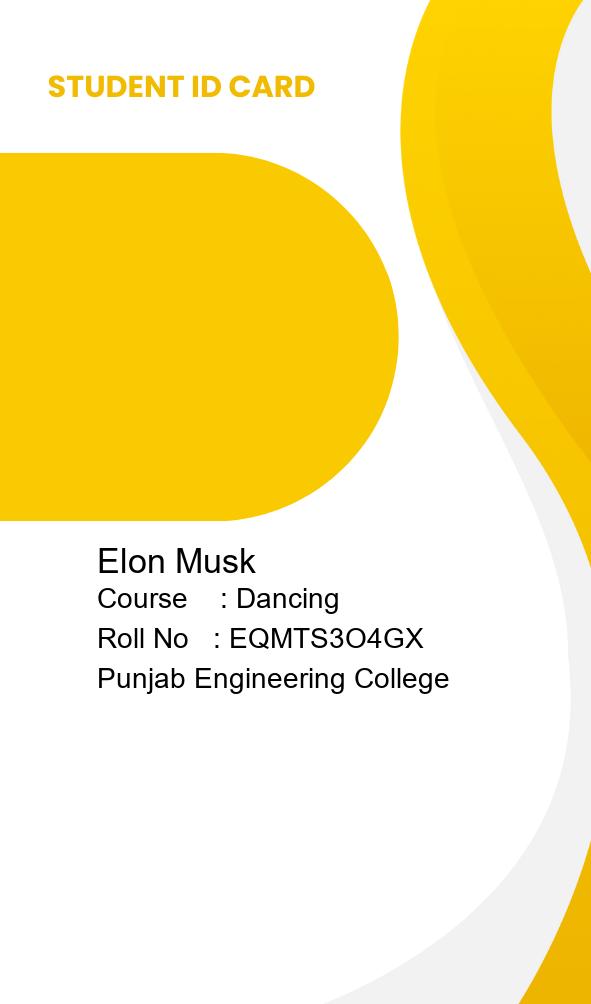 STUDENT ID CARD
Elon Musk
Course : Dancing
Roll No : EQMTS3O4GX
Punjab Engineering College